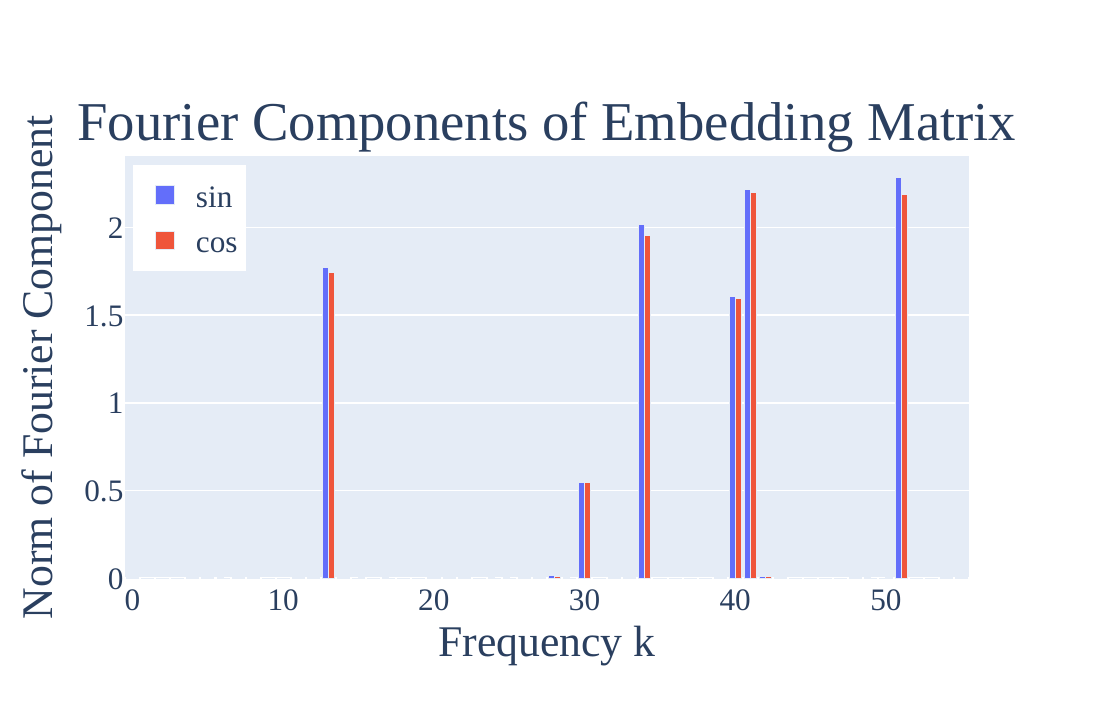 Fourier Components of Embedding Matrix
Norm of Fourier Component
sin
cos
2
1.5
1
0.5
0
0 10 20 30 40 50
Frequency k